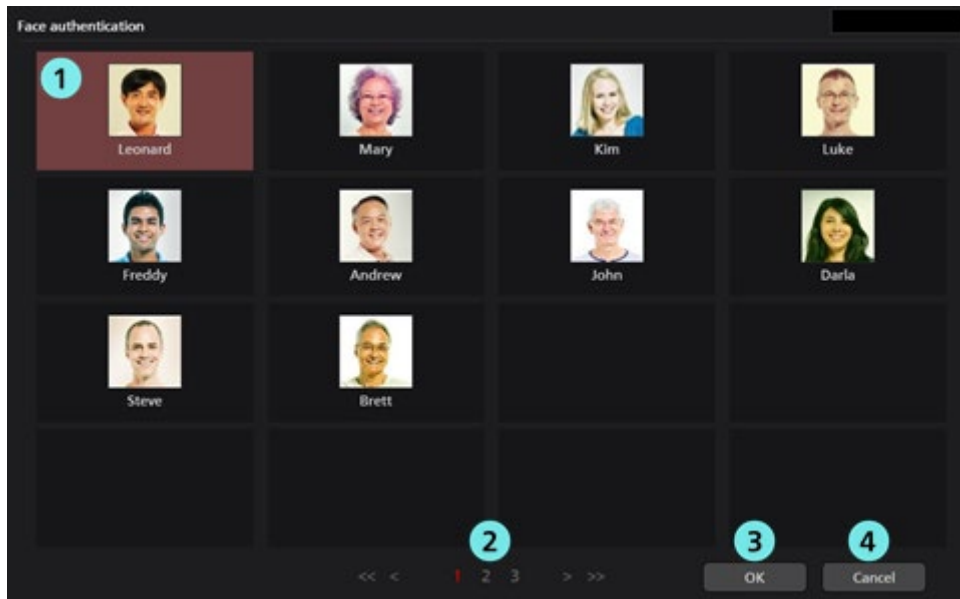 Face authentication
1
Leonard Mary Kim Luke
Freddy Andrew John Darla
Steve Brett
2 3 4
<< < 1 2 3 > >> OK Cancel